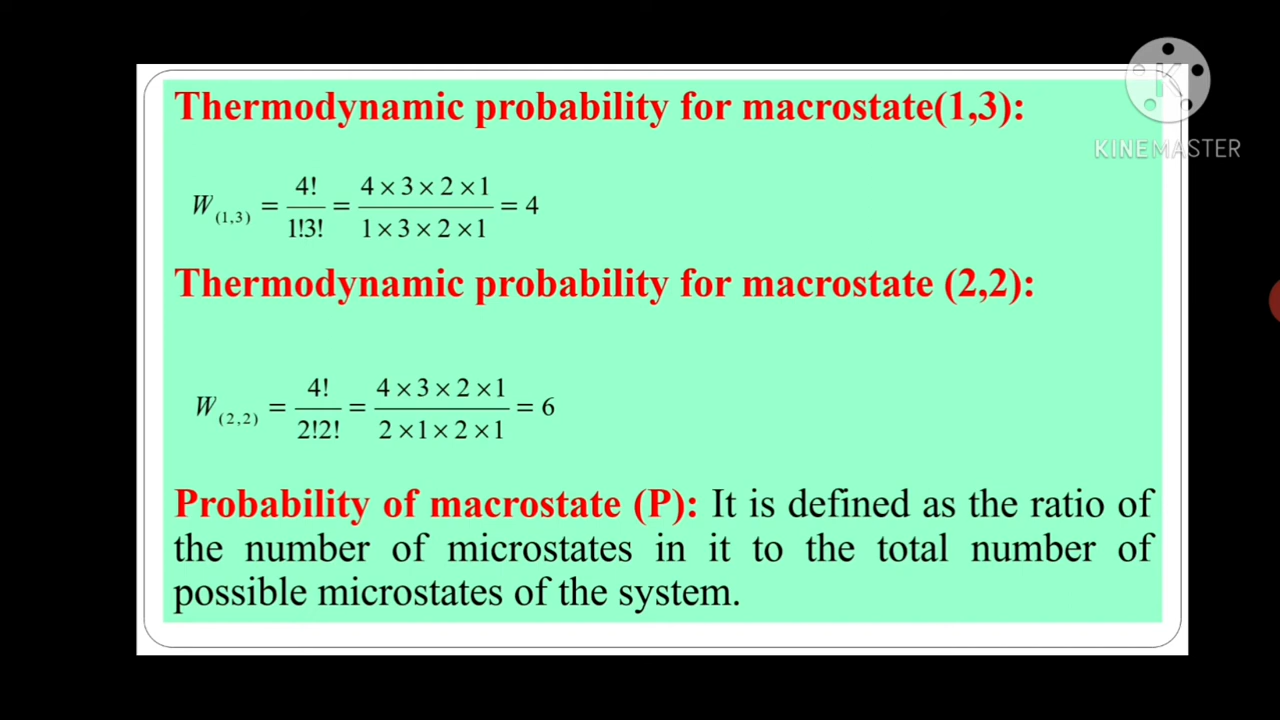 KINEMASTER
Thermodynamic probability for macrostate(1,3):
W(1,3) = 4!/1!3! = 4 × 3 × 2 × 1/1 × 3 × 2 × 1 = 4
Thermodynamic probability for macrostate (2,2):
W(2,2) = 4!/2!2! = 4 × 3 × 2 × 1/2 × 1 × 2 × 1 = 6
Probability of macrostate (P): It is defined as the ratio of
the number of microstates in it to the total number of
possible microstates of the system.